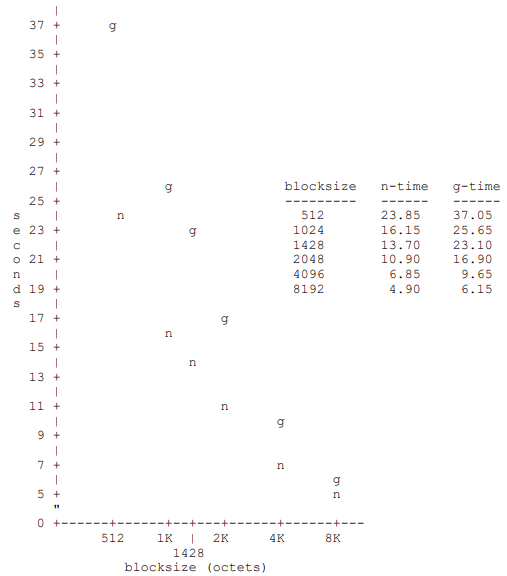 |
37 +      g
     |
35 +
     |
33 +
     |
31 +
     |
29 +
     |
27 +
     |             g              blocksize   n-time   g-time
25 +                              ---------   ------   ------
s    |       n                      512       23.85    37.05
e 23 +                g            1024       16.15    25.65
c    |                             1428       13.70    23.10
o 21 +                             2048       10.90    16.90
n    |                             4096        6.85     9.65
d 19 +                             8192        4.90     6.15
s    |
17 +                    g
     |             n
15 +
     |                n
13 +
     |
11 +                    n
     |                           g
9 +
     |
7 +                           n
     |                                  g
5 +                                  n
"
0 +------+------+--+---+------+------+---
512    1K  |  2K     4K     8K
1428
blocksize (octets)